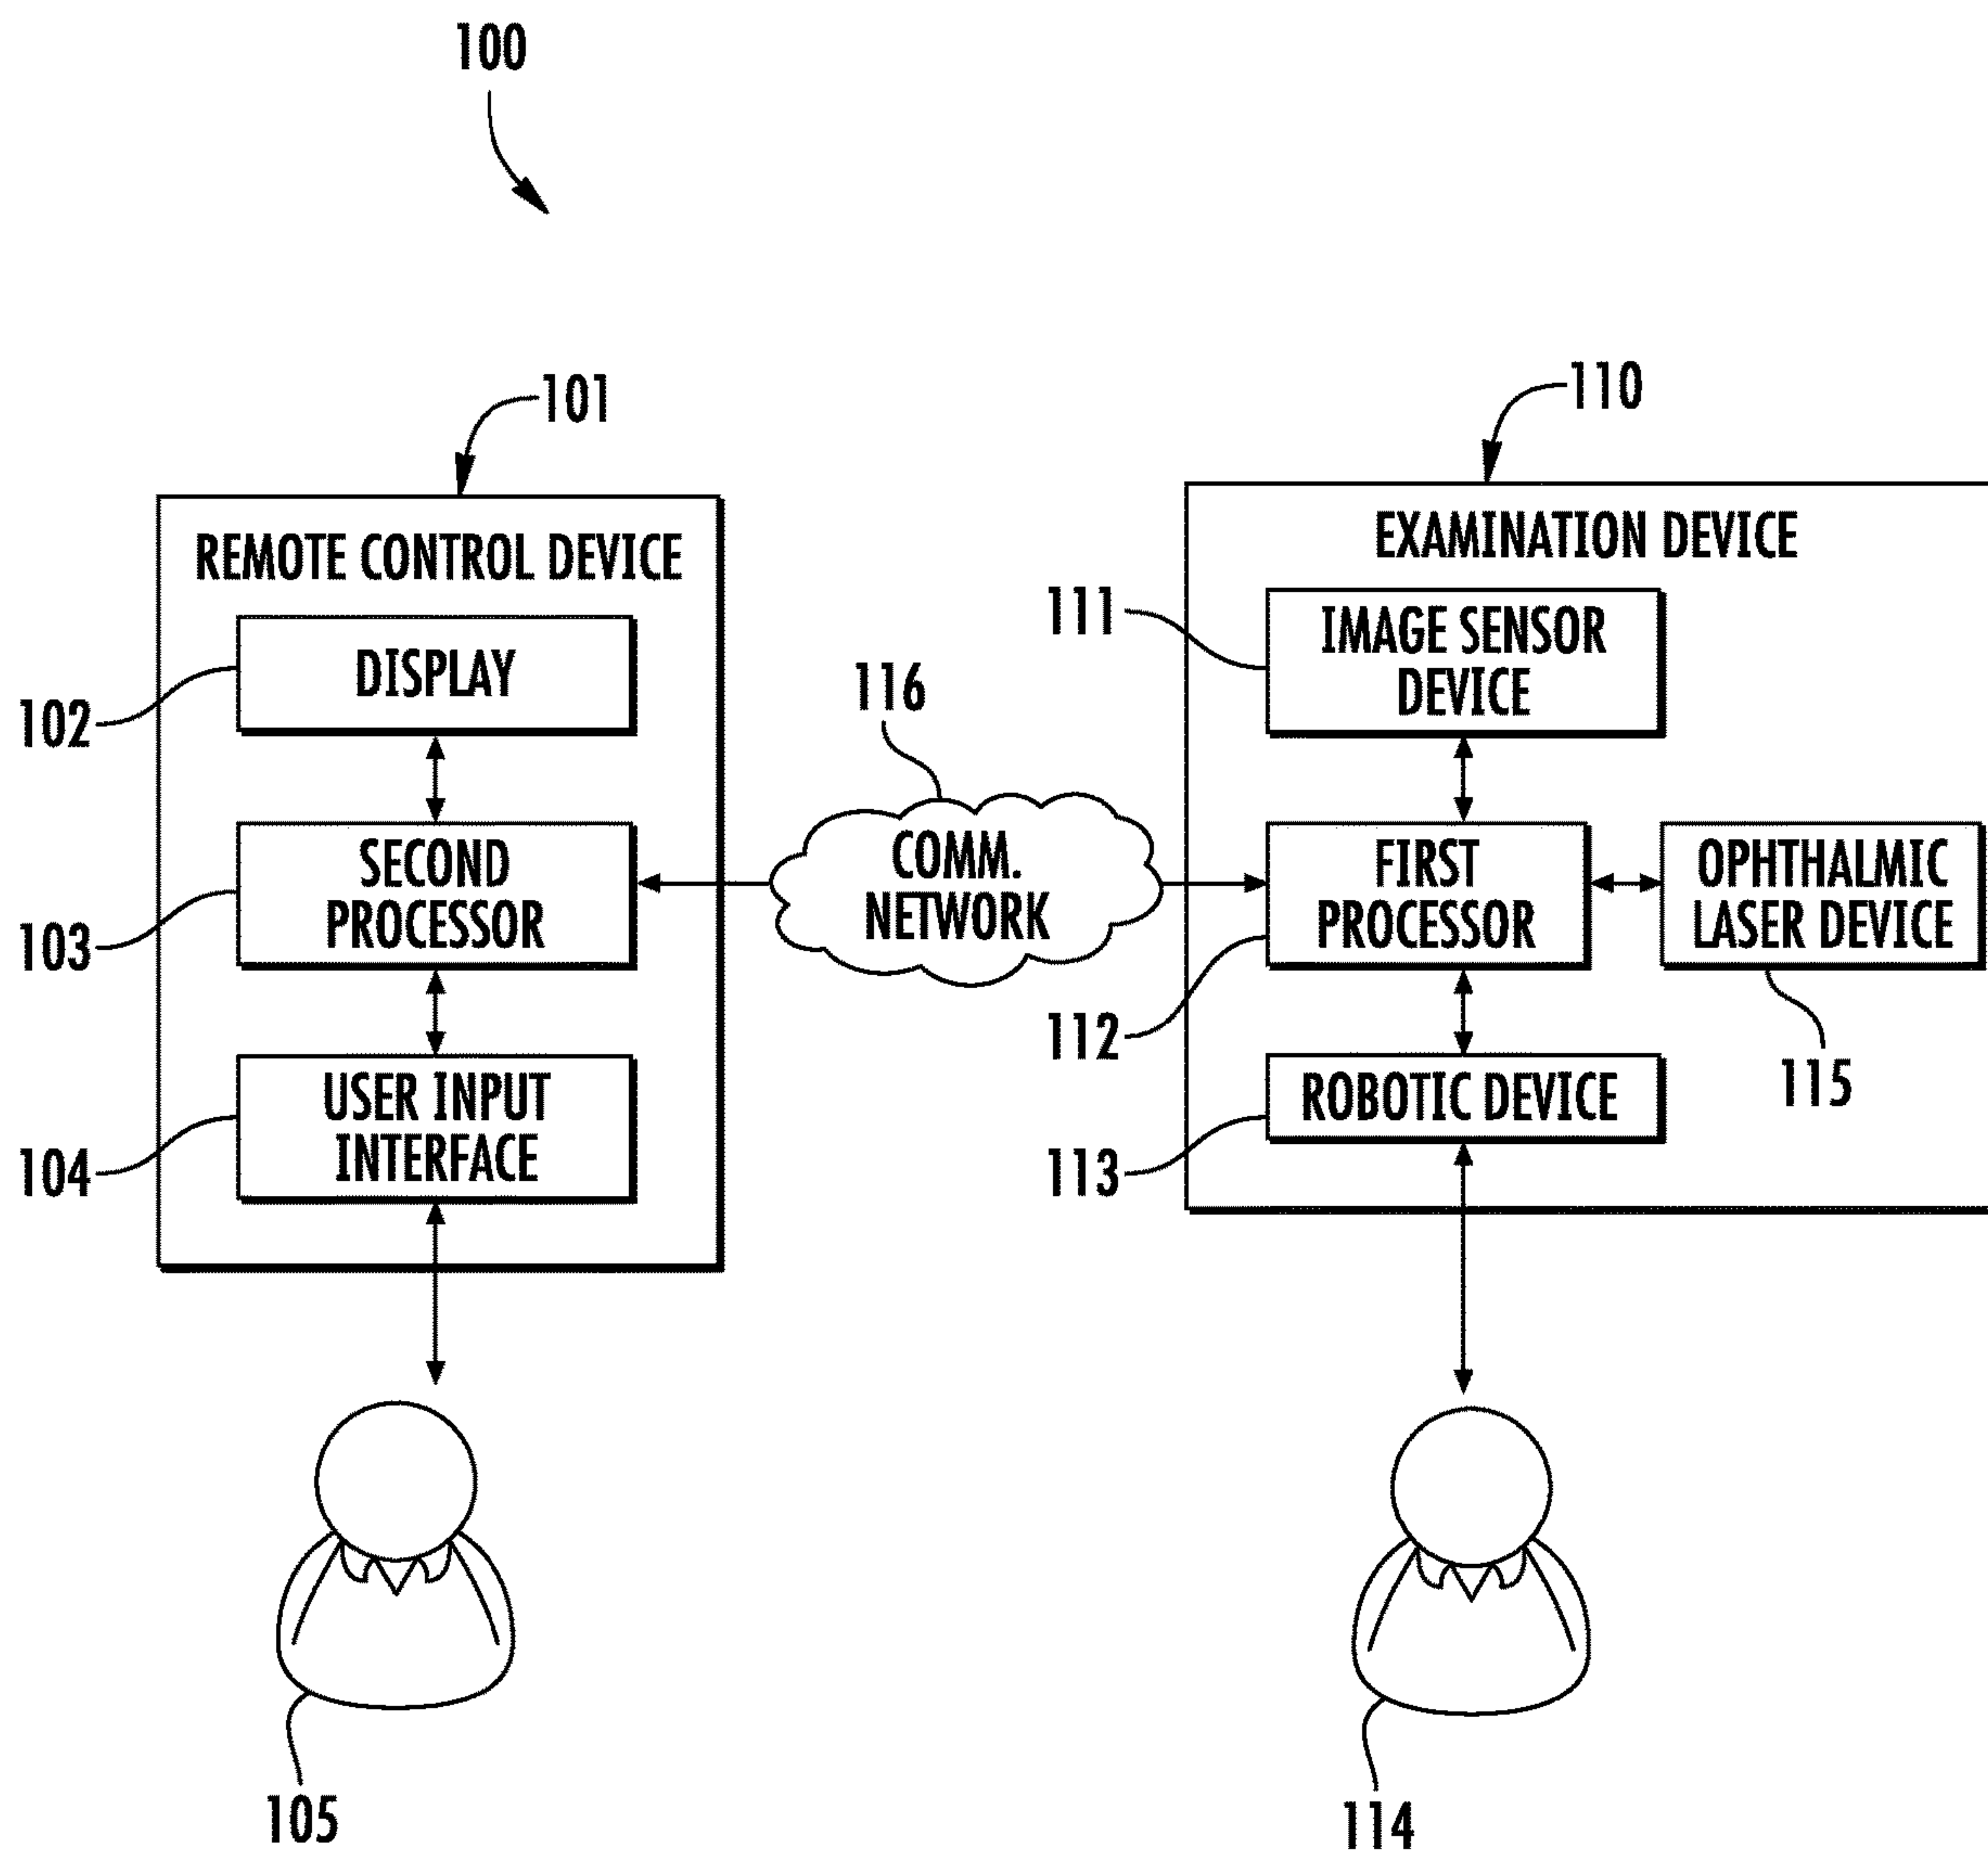 100
101
REMOTE CONTROL DEVICE
DISPLAY
102
SECOND
PROCESSOR
103
USER INPUT
INTERFACE
104
105
116
COMM.
NETWORK
110
EXAMINATION DEVICE
111
IMAGE SENSOR
DEVICE
FIRST
PROCESSOR
112
OPHTHALMIC
LASER DEVICE
115
ROBOTIC DEVICE
113
114